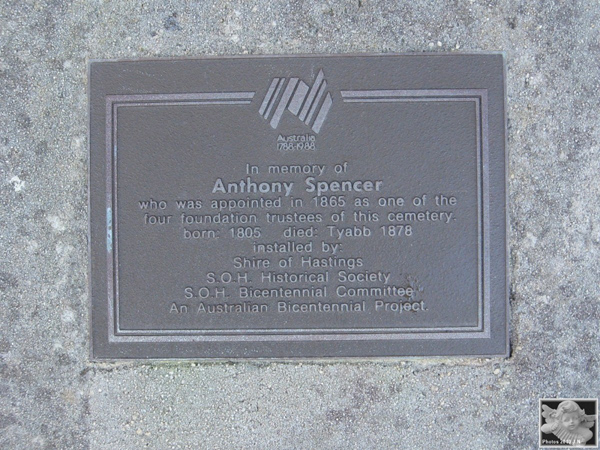 Australia
1788-1988
In memory of
Anthony Spencer
who was appointed in 1865 as one of the
four foundation trustees of this cemetery.
born: 1805 died: Tyabb 1878
installed by:
Shire of Hastings
S.O.H. Historical Society
S.O.H. Bicentennial Committee
An Australian Bicentennial Project.
Photos